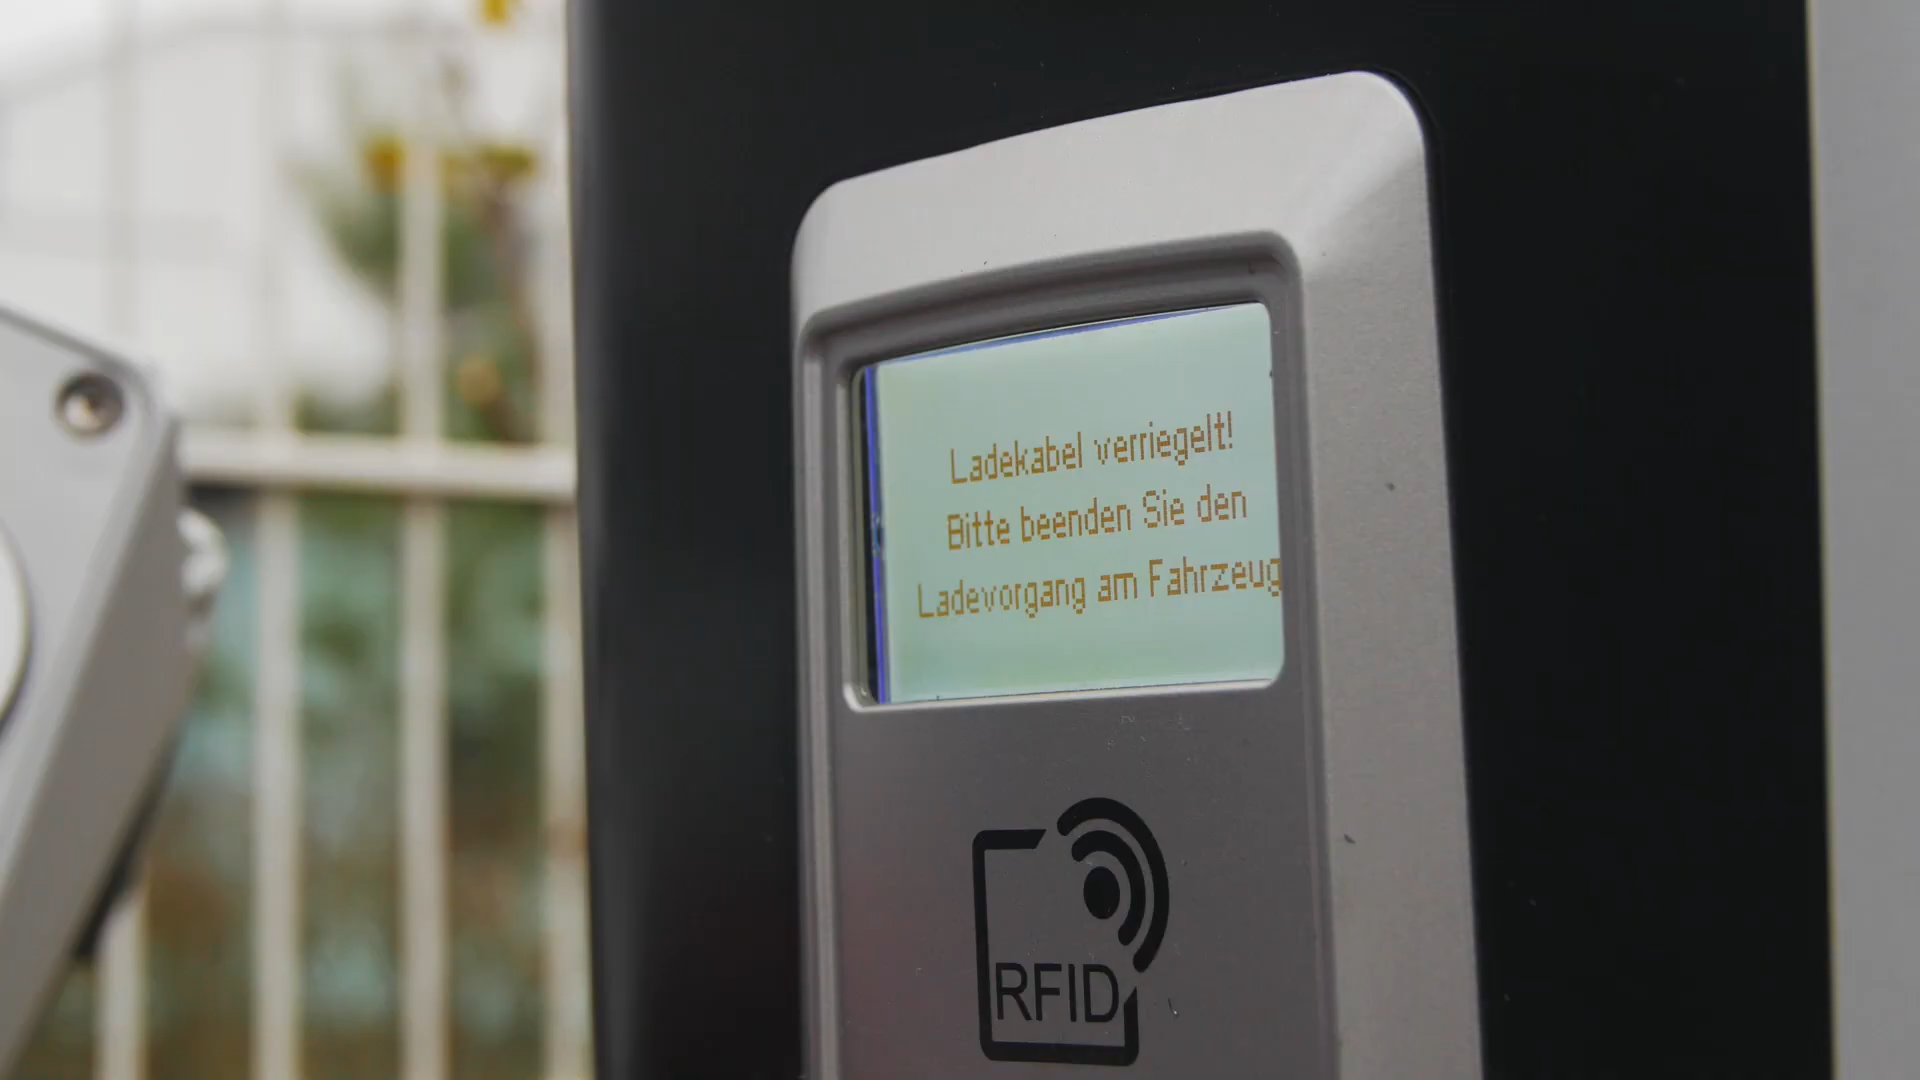 Ladekabel verriegelt!
Bitte beenden Sie den
Ladevorgang am Fahrzeug
RFID